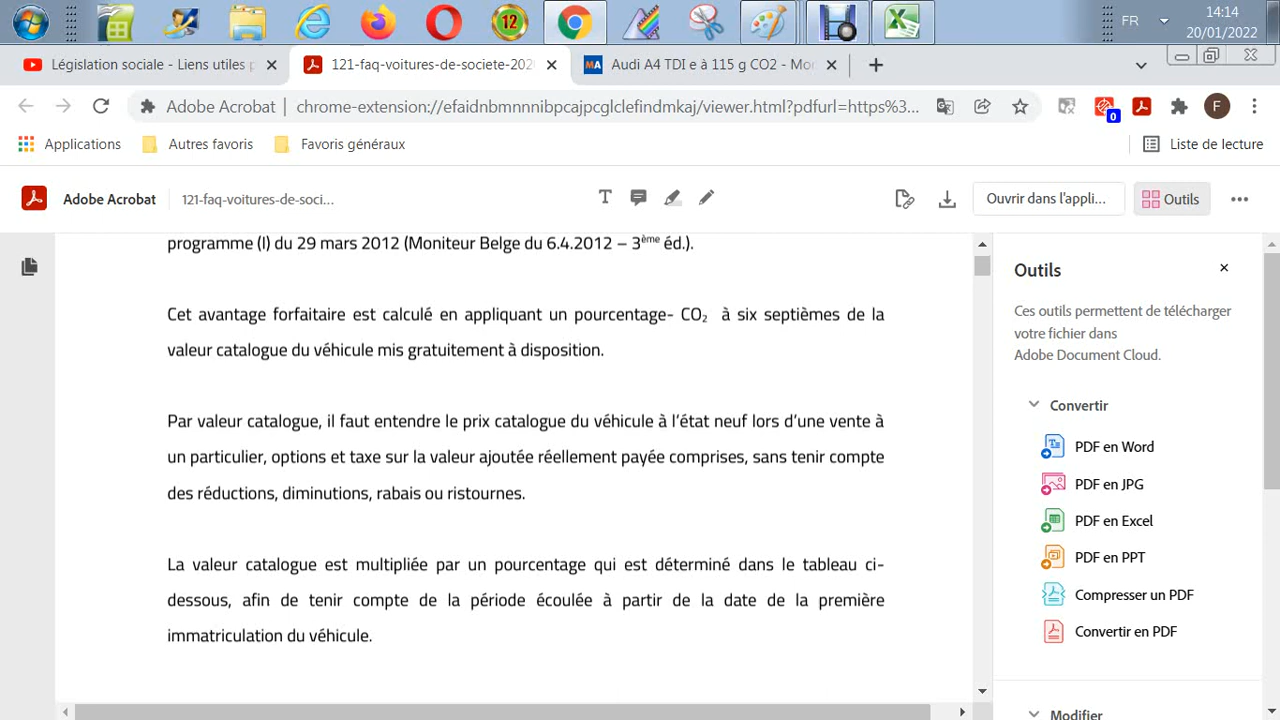 12
FR
14:14
20/01/2022
Législation sociale - Liens utiles p
121-faq-voitures-de-societe-202
MA Audi A4 TDI e à 115 g CO2 - Mo
Adobe Acrobat | chrome-extension://efaidnbmnnnibpcajpcglclefindmkaj/viewer.html?pdfurl=https%3...
0
F
Applications
Autres favoris
Favoris généraux
Liste de lecture
Adobe Acrobat
121-faq-voitures-de-soci...
T
Ouvrir dans l'appli...
Outils
programme (I) du 29 mars 2012 (Moniteur Belge du 6.4.2012 – 3ème éd.).
Cet avantage forfaitaire est calculé en appliquant un pourcentage- CO₂ à six septièmes de la
valeur catalogue du véhicule mis gratuitement à disposition.
Par valeur catalogue, il faut entendre le prix catalogue du véhicule à l'état neuf lors d'une vente à
un particulier, options et taxe sur la valeur ajoutée réellement payée comprises, sans tenir compte
des réductions, diminutions, rabais ou ristournes.
La valeur catalogue est multipliée par un pourcentage qui est déterminé dans le tableau ci-
dessous, afin de tenir compte de la période écoulée à partir de la date de la première
immatriculation du véhicule.
Outils
Ces outils permettent de télécharger
votre fichier dans
Adobe Document Cloud.
Convertir
PDF en Word
PDF en JPG
PDF en Excel
PDF en PPT
Compresser un PDF
Convertir en PDF
Modifier